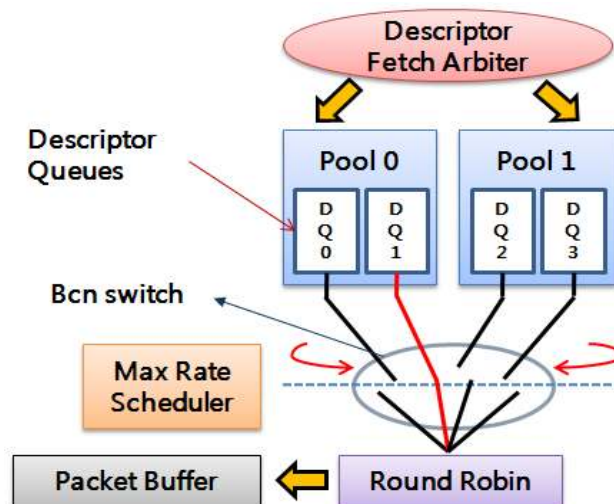 Descriptor
Fetch Arbiter
Descriptor
Queues
Pool 0
Pool 1
D
Q
0
D
Q
1
D
Q
2
D
Q
3
Bcn switch
Max Rate
Scheduler
Packet Buffer
Round Robin